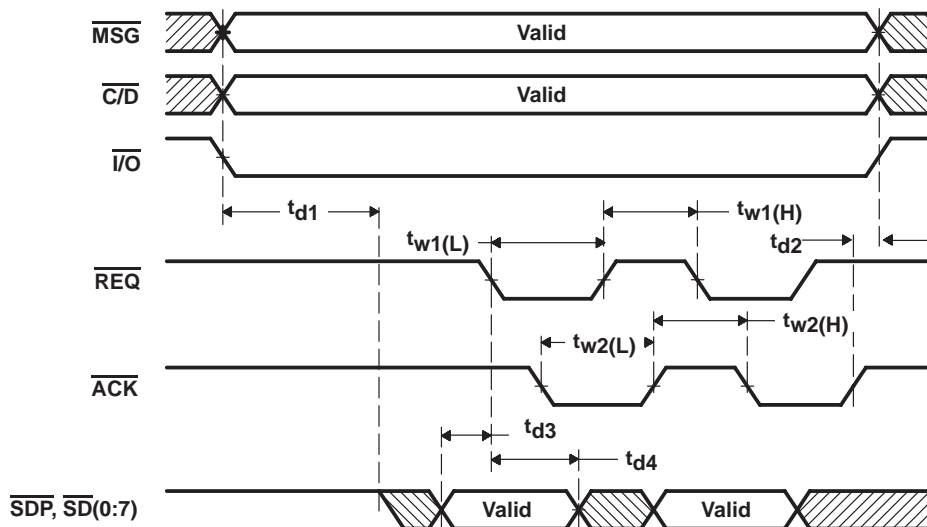 MSG
Valid
C/D
Valid
I/O
td1
tw1(H)
tw1(L)
td2
REQ
tw2(H)
tw2(L)
ACK
td3
td4
SDP, SD(0:7)
Valid
Valid